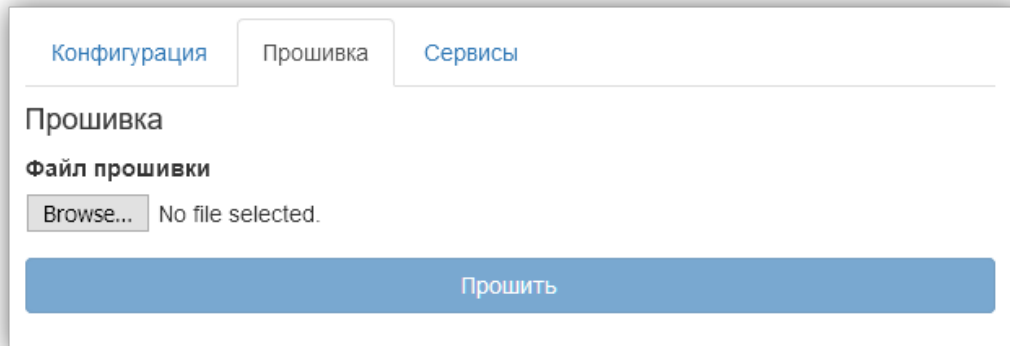 Конфигурация Прошивка Сервисы
Прошивка
Файл прошивки
Browse... No file selected.
Прошить